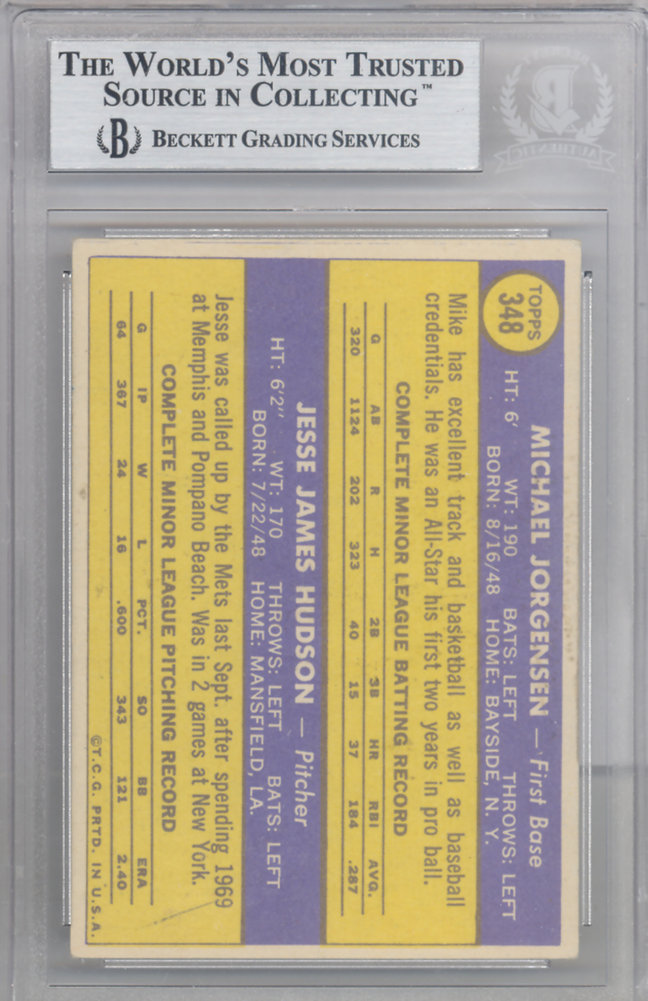 THE WORLD'S MOST TRUSTED
SOURCE IN COLLECTING™
B BECKETT GRADING SERVICES
B
AUTHENTIC
TOPPS
348
MICHAEL JORGENSEN — First Base
HT: 6' WT: 190 BATS: LEFT THROWS: LEFT
BORN: 8/16/48 HOME: BAYSIDE, N. Y.
Mike has excellent track and basketball as well as baseball
credentials. He was an All-Star his first two years in pro ball.
COMPLETE MINOR LEAGUE BATTING RECORD
G AB R H 2B 3B HR RBI AVG.
320 1124 202 323 40 15 37 184 .287
JESSE JAMES HUDSON — Pitcher
HT: 6'2" WT: 170 THROWS: LEFT BATS: LEFT
BORN: 7/22/48 HOME: MANSFIELD, LA.
Jesse was called up by the Mets last Sept. after spending 1969
at Memphis and Pompano Beach. Was in 2 games at New York.
COMPLETE MINOR LEAGUE PITCHING RECORD
G IP W L PCT. SO BB ERA
64 367 24 16 .600 343 121 2.40
©T.C.G. PRTD. IN U.S.A.